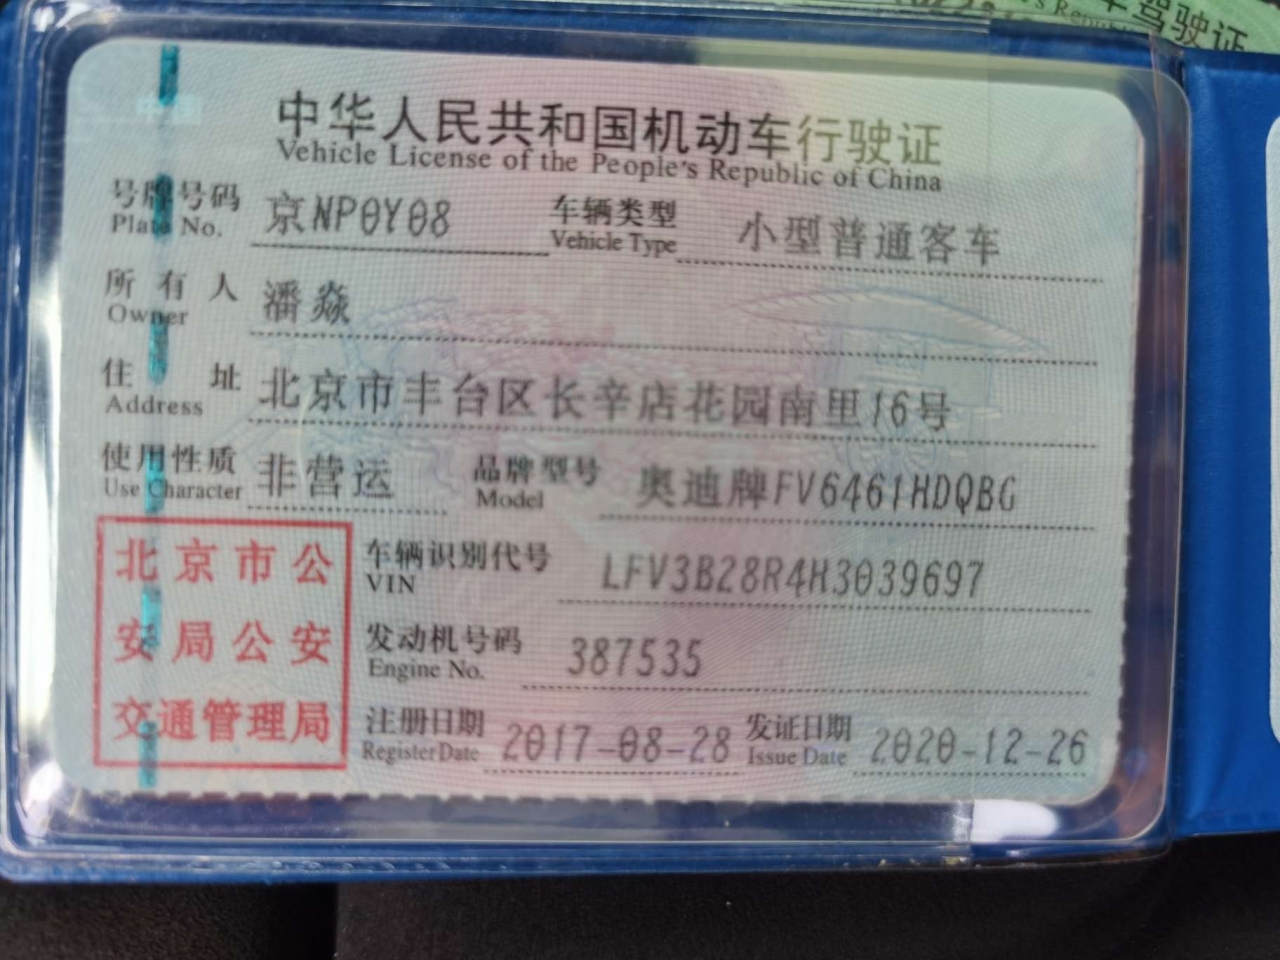 驾驶证
中华人民共和国机动车行驶证
Vehicle License of the People's Republic of China
号牌号码 京NP0Y08 车辆类型 小型普通客车
Plate No. Vehicle Type
所有人 潘焱
Owner
住址 北京市丰台区长辛店花园南里16号
Address
使用性质 非营运 品牌型号 奥迪牌FV6461HDQBG
Use Character Model
北京市公
安局公安
交通管理局
车辆识别代号 LFV3B28R4H3039697
VIN
发动机号码 387535
Engine No.
注册日期 2017-08-28 发证日期 2020-12-26
Register Date Issue Date